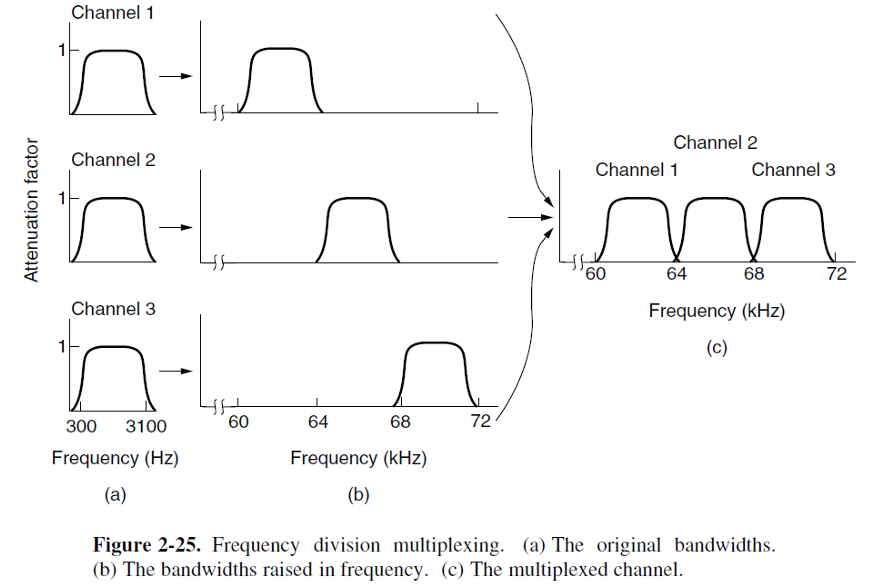 Channel 1
1
Channel 2
1
Channel 3
1
Attenuation factor
300 3100
Frequency (Hz)
(a)
60 64 68 72
Frequency (kHz)
(b)
Channel 2
Channel 1 Channel 3
60 64 68 72
Frequency (kHz)
(c)
Figure 2-25. Frequency division multiplexing. (a) The original bandwidths.
(b) The bandwidths raised in frequency. (c) The multiplexed channel.